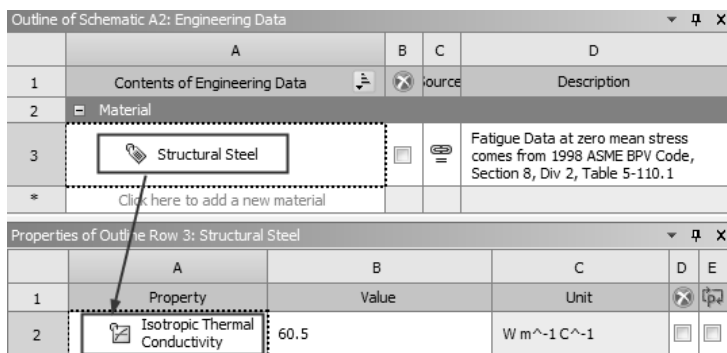 Outline of Schematic A2: Engineering Data
A B C D
1 Contents of Engineering Data Source Description
2 Material
3 Structural Steel Fatigue Data at zero mean stress
comes from 1998 ASME BPV Code,
Section 8, Div 2, Table 5-110.1
* Click here to add a new material
Properties of Outline Row 3: Structural Steel
A B C D E
1 Property Value Unit
2 Isotropic Thermal
Conductivity 60.5 W m^-1 C^-1